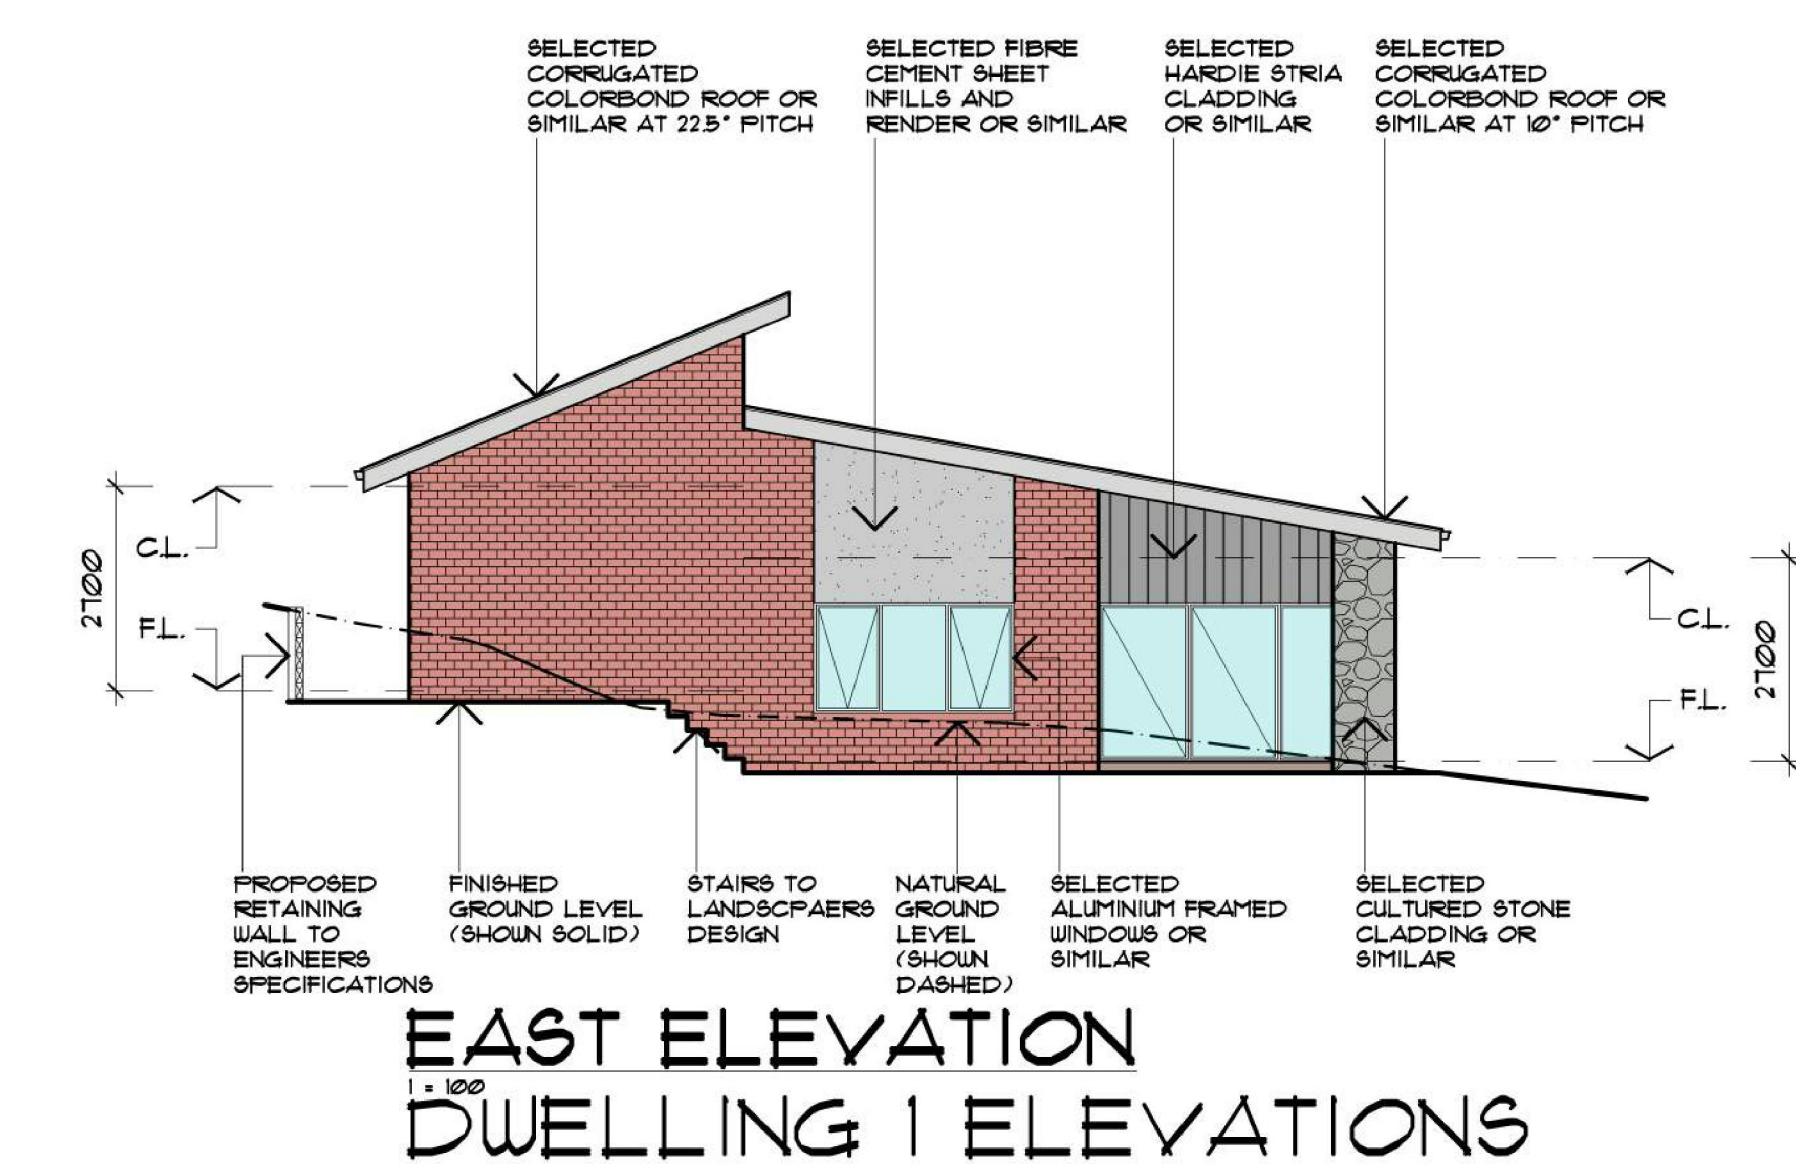 SELECTED
CORRUGATED
COLORBOND ROOF OR
SIMILAR AT 22.5° PITCH
SELECTED FIBRE
CEMENT SHEET
INFILLS AND
RENDER OR SIMILAR
SELECTED
HARDIE STRIA
CLADDING
OR SIMILAR
SELECTED
CORRUGATED
COLORBOND ROOF OR
SIMILAR AT 10° PITCH
2700
C.L.
F.L.
C.L.
F.L.
2700
PROPOSED
RETAINING
WALL TO
ENGINEERS
SPECIFICATIONS
FINISHED
GROUND LEVEL
(SHOWN SOLID)
STAIRS TO
LANDSCPAERS
DESIGN
NATURAL
GROUND
LEVEL
(SHOWN
DASHED)
SELECTED
ALUMINIUM FRAMED
WINDOWS OR
SIMILAR
SELECTED
CULTURED STONE
CLADDING OR
SIMILAR
EAST ELEVATION
1 = 100
DWELLING 1 ELEVATIONS